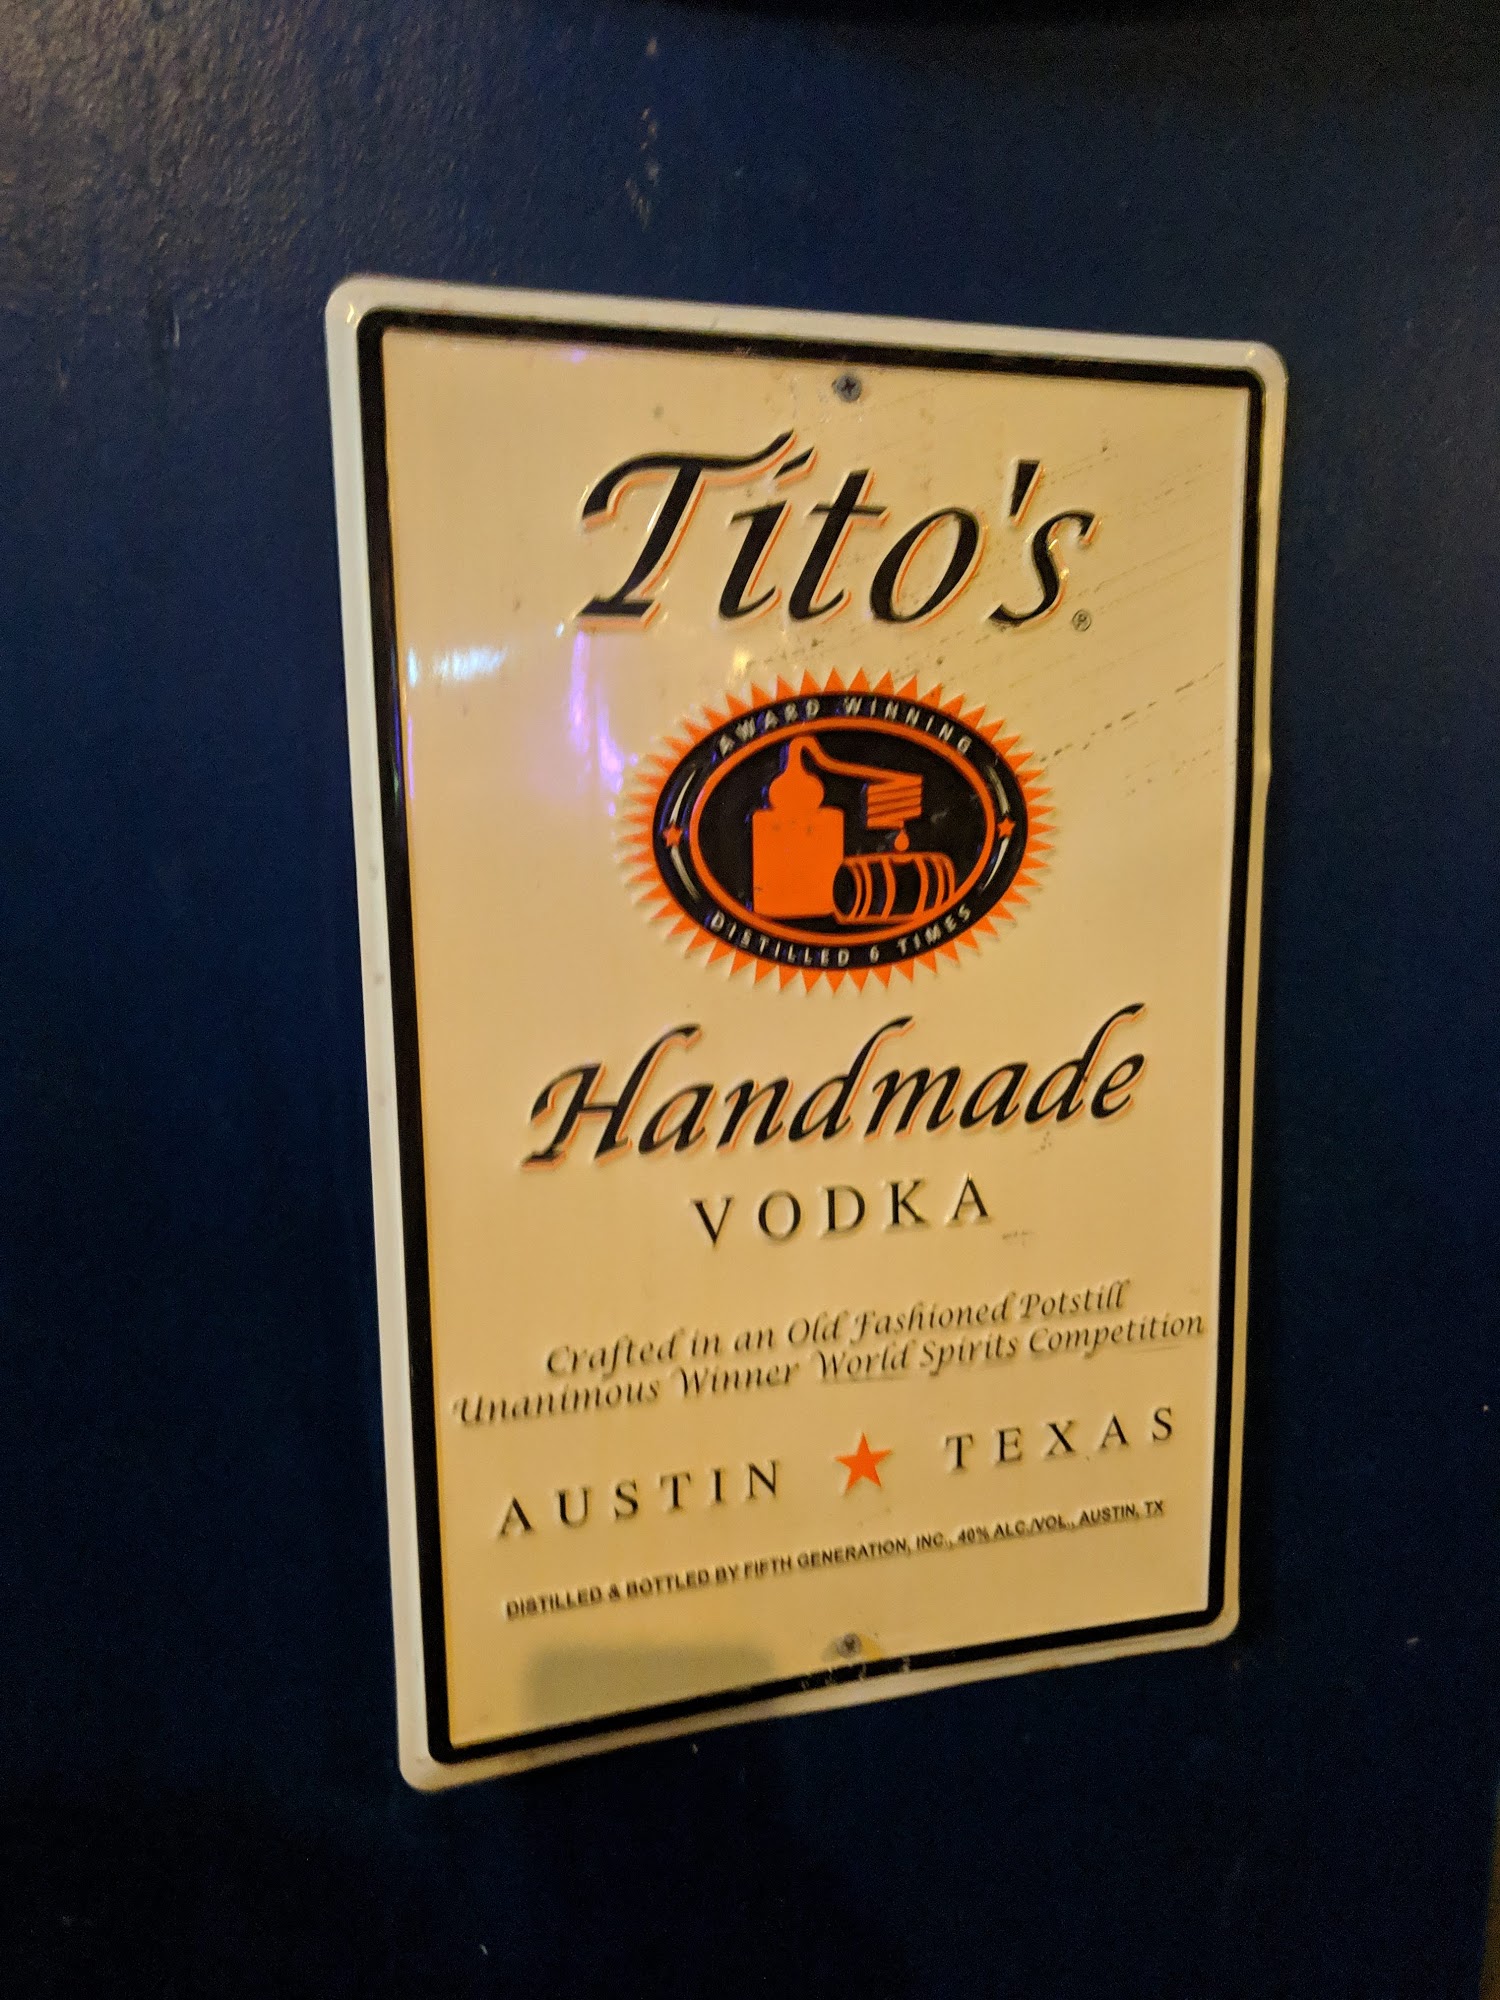 Tito's®
AWARD WINNING
DISTILLED 6 TIMES
Handmade
VODKA
Crafted in an Old Fashioned Potstill
Unanimous Winner World Spirits Competition
AUSTIN ★ TEXAS
DISTILLED & BOTTLED BY FIFTH GENERATION, INC., 40% ALC./VOL., AUSTIN, TX